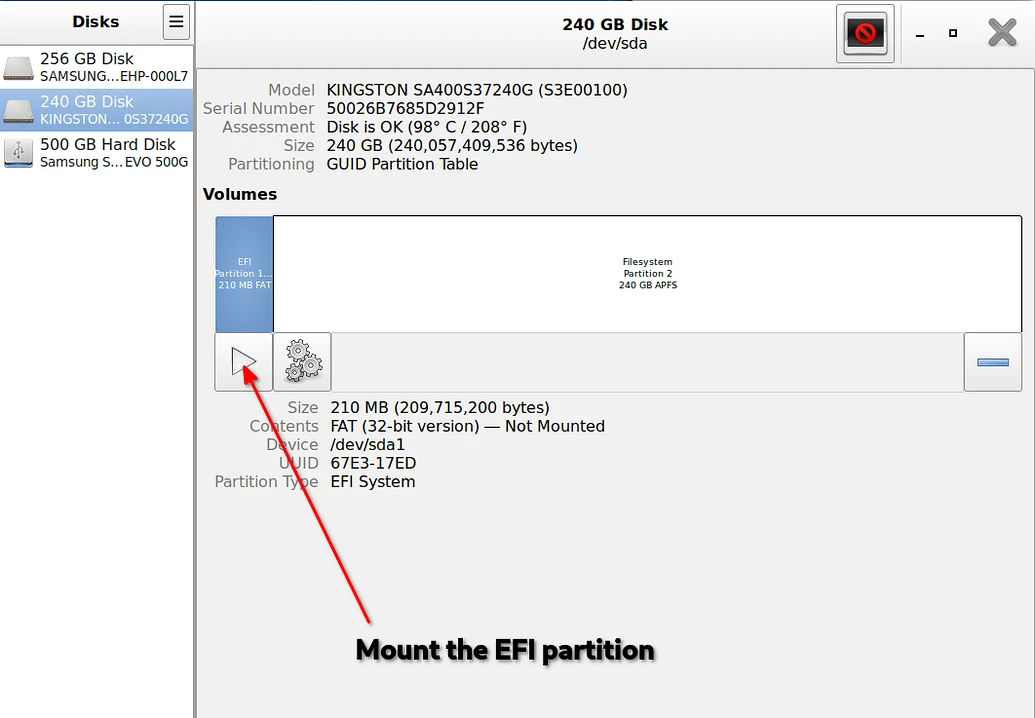 Disks
256 GB Disk
SAMSUNG...EHP-000L7
240 GB Disk
KINGSTON... 0S37240G
500 GB Hard Disk
Samsung S...EVO 500G
240 GB Disk
/dev/sda
Model KINGSTON SA400S37240G (S3E00100)
Serial Number 50026B7685D2912F
Assessment Disk is OK (98° C / 208° F)
Size 240 GB (240,057,409,536 bytes)
Partitioning GUID Partition Table
Volumes
EFI
Partition 1...
210 MB FAT
Filesystem
Partition 2
240 GB APFS
Size 210 MB (209,715,200 bytes)
Contents FAT (32-bit version) — Not Mounted
Device /dev/sda1
UUID 67E3-17ED
Partition Type EFI System
Mount the EFI partition